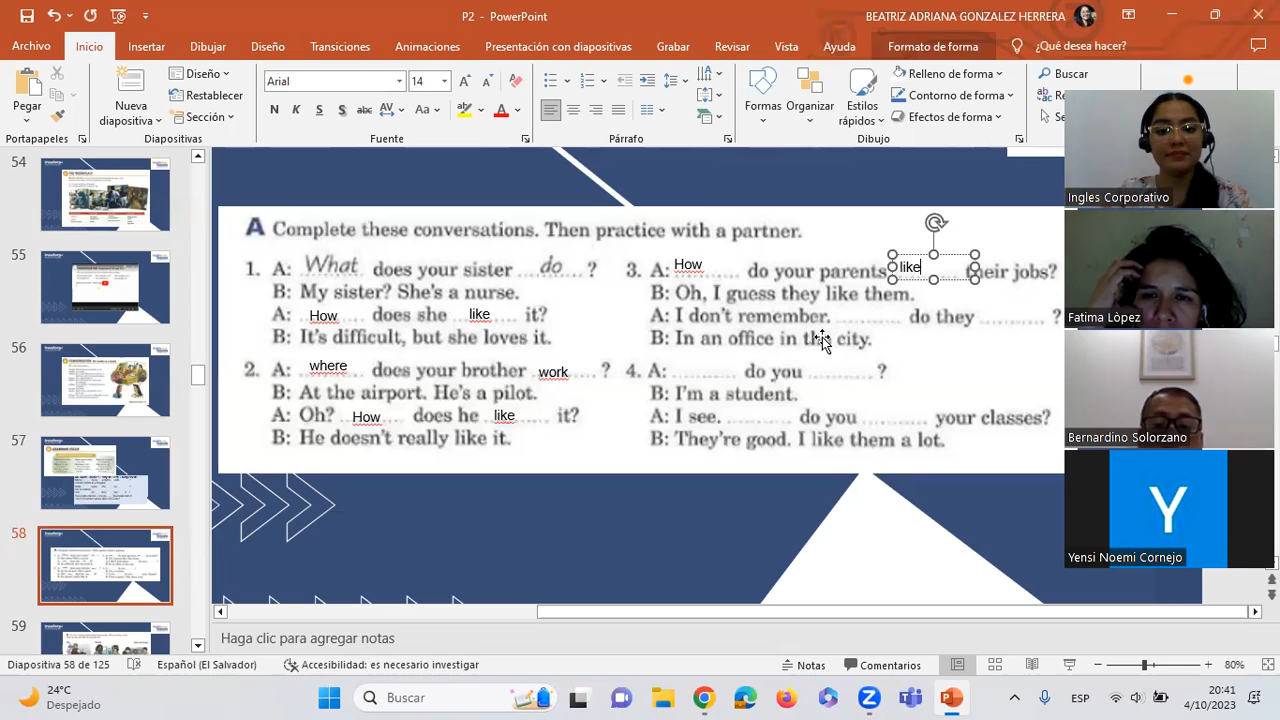 P2 - PowerPoint
BEATRIZ ADRIANA GONZALEZ HERRERA
Archivo Inicio Insertar Dibujar Diseño Transiciones Animaciones Presentación con diapositivas Grabar Revisar Vista Ayuda Formato de forma ¿Qué desea hacer?
Pegar
Portapapeles
Nueva diapositiva
Diseño
Restablecer
Sección
Diapositivas
Arial 14
N K S S abc AV Aa A
Fuente
Párrafo
Formas
Organizar
Estilos rápidos
Relleno de forma
Contorno de forma
Efectos de forma
Dibujo
Buscar
Ingles Corporativo
Fatima López
Bernardino Solorzano
Y
Yensi Noemi Cornejo
54
55
56
57
58
59
A Complete these conversations. Then practice with a partner.
1. A: What does your sister do ?
B: My sister? She's a nurse.
A: How does she like it?
B: It's difficult, but she loves it.
2. A: where does your brother work ?
B: At the airport. He's a pilot.
A: Oh? How does he like it?
B: He doesn't really like it.
3. A: How do your parents like their jobs?
B: Oh, I guess they like them.
A: I don't remember. do they ?
B: In an office in the city.
4. A: do you ?
B: I'm a student.
A: I see. do you your classes?
B: They're good. I like them a lot.
Haga clic para agregar notas
Diapositiva 58 de 125 Español (El Salvador) Accesibilidad: es necesario investigar Notas Comentarios 80%
24°C
Despejado
Buscar
ESP
20:41
4/10/2023